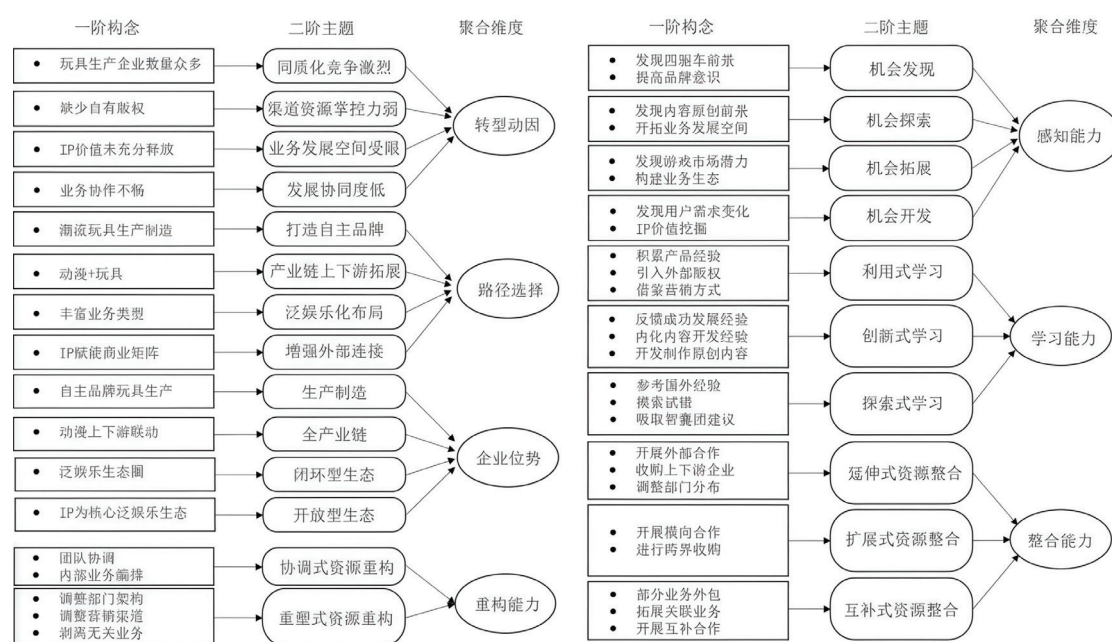 一阶构念
二阶主题
聚合维度
玩具生产企业数量众多
同质化竞争激烈
缺少自有版权
渠道资源掌控力弱
转型动因
IP价值未充分释放
业务发展空间受限
业务协作不畅
发展协同度低
潮流玩具生产制造
打造自主品牌
动漫+玩具
产业链上下游拓展
路径选择
丰富业务类型
泛娱乐化布局
IP赋能商业矩阵
增强外部连接
自主品牌玩具生产
生产制造
动漫上下游联动
全产业链
企业位势
泛娱乐生态圈
闭环型生态
IP为核心泛娱乐生态
开放型生态
团队协调
内部业务编排
协调式资源重构
重构能力
调整部门架构
调整营销渠道
剥离无关业务
重塑式资源重构
一阶构念
二阶主题
聚合维度
发现四驱车前景
提高品牌意识
机会发现
发现内容原创前景
开拓业务发展空间
机会探索
感知能力
发现游戏市场潜力
构建业务生态
机会拓展
发现用户需求变化
IP价值挖掘
机会开发
积累产品经验
引入外部版权
借鉴营销方式
利用式学习
反馈成功发展经验
内化内容开发经验
开发制作原创内容
创新式学习
学习能力
参考国外经验
摸索试错
吸取智囊团建议
探索式学习
开展外部合作
收购上下游企业
调整部门分布
延伸式资源整合
开展横向合作
进行跨界收购
扩展式资源整合
整合能力
部分业务外包
拓展关联业务
开展互补合作
互补式资源整合